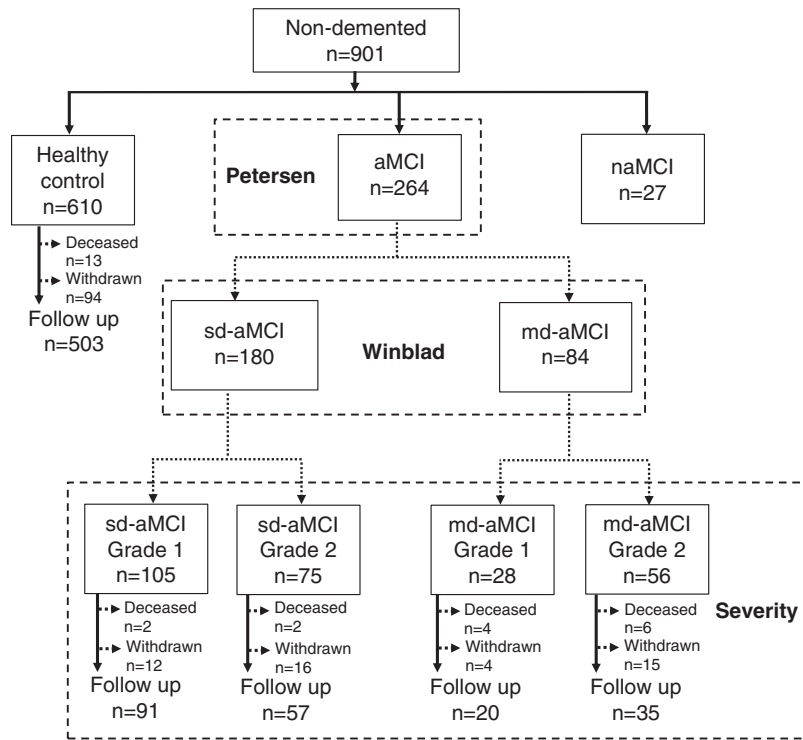 Non-demented
n=901
Healthy
control
n=610
Petersen
aMCI
n=264
naMCI
n=27
Deceased
n=13
Withdrawn
n=94
Follow up
n=503
sd-aMCI
n=180
Winblad
md-aMCI
n=84
sd-aMCI
Grade 1
n=105
sd-aMCI
Grade 2
n=75
md-aMCI
Grade 1
n=28
md-aMCI
Grade 2
n=56
Severity
Deceased
n=2
Withdrawn
n=12
Follow up
n=91
Deceased
n=2
Withdrawn
n=16
Follow up
n=57
Deceased
n=4
Withdrawn
n=4
Follow up
n=20
Deceased
n=6
Withdrawn
n=15
Follow up
n=35